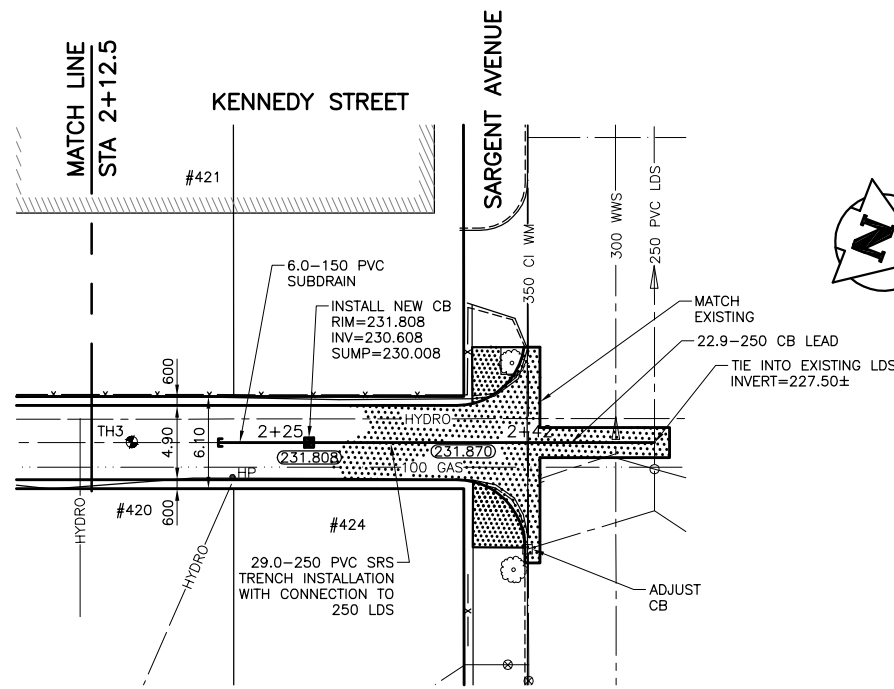 MATCH LINE
STA 2+12.5
KENNEDY STREET
SARGENT AVENUE
#421
350 CI WM
300 WWS
250 PVC LDS
N
6.0-150 PVC
SUBDRAIN
INSTALL NEW CB
RIM=231.808
INV=230.608
SUMP=230.008
MATCH
EXISTING
22.9-250 CB LEAD
TIE INTO EXISTING LDS
INVERT=227.50±
600
4.90
6.10
600
TH3
2+25
HYDRO
2+42
231.808
231.870
100 GAS
HP
#420
HYDRO
HYDRO
#424
29.0-250 PVC SRS
TRENCH INSTALLATION
WITH CONNECTION TO
250 LDS
ADJUST
CB